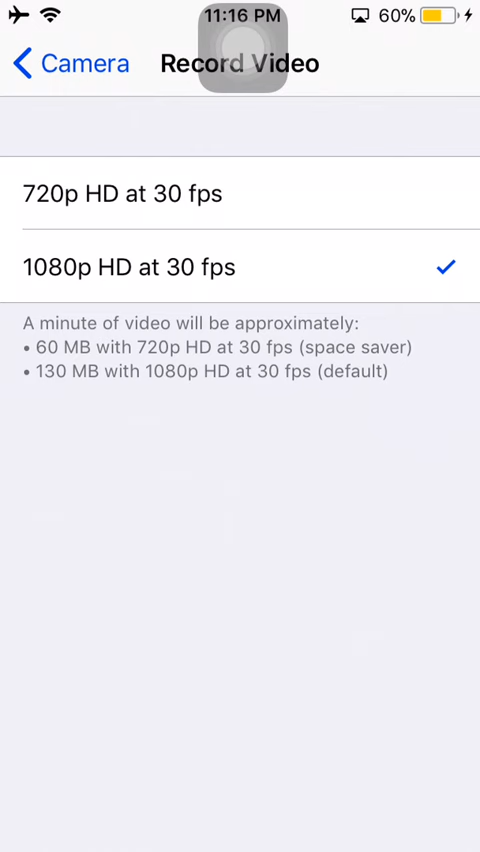 11:16 PM 60%
Camera Record Video
720p HD at 30 fps
1080p HD at 30 fps
A minute of video will be approximately:
• 60 MB with 720p HD at 30 fps (space saver)
• 130 MB with 1080p HD at 30 fps (default)